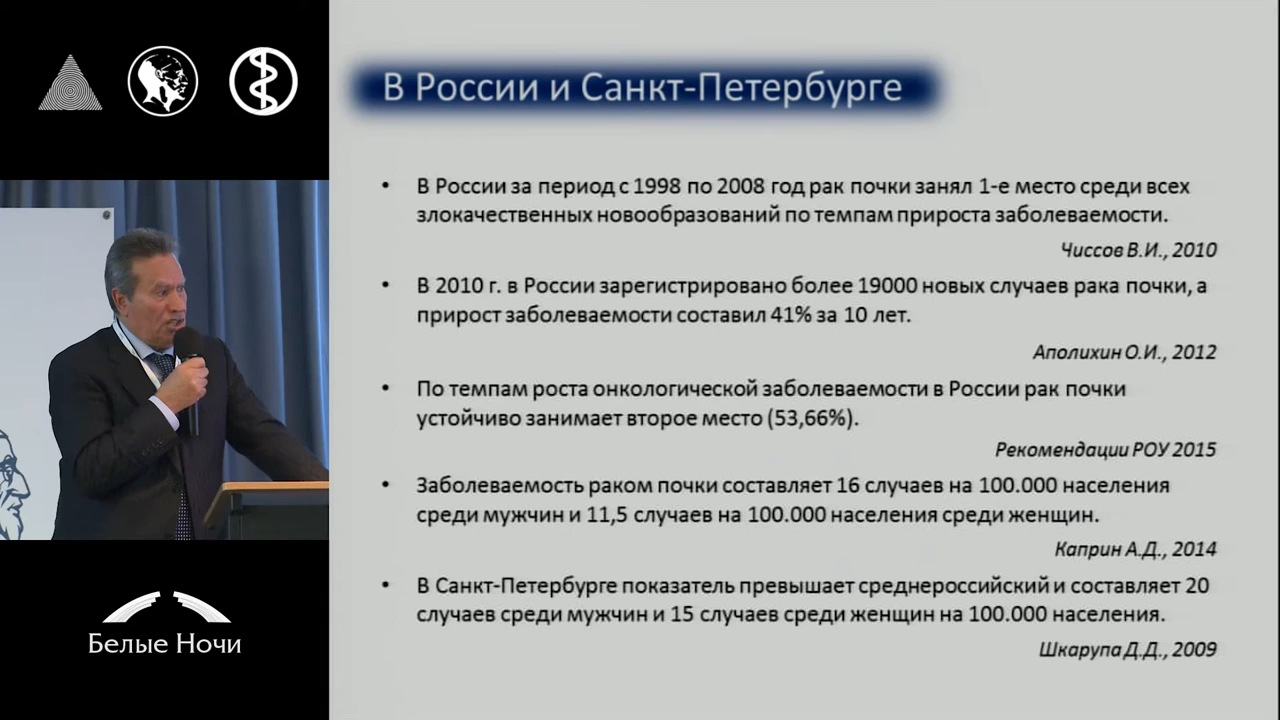 В России и Санкт-Петербурге
• В России за период с 1998 по 2008 год рак почки занял 1-е место среди всех
злокачественных новообразований по темпам прироста заболеваемости.
Чиссов В.И., 2010
• В 2010 г. в России зарегистрировано более 19000 новых случаев рака почки, а
прирост заболеваемости составил 41% за 10 лет.
Аполихин О.И., 2012
• По темпам роста онкологической заболеваемости в России рак почки
устойчиво занимает второе место (53,66%).
Рекомендации РОУ 2015
• Заболеваемость раком почки составляет 16 случаев на 100.000 населения
среди мужчин и 11,5 случаев на 100.000 населения среди женщин.
Каприн А.Д., 2014
• В Санкт-Петербурге показатель превышает среднероссийский и составляет 20
случаев среди мужчин и 15 случаев среди женщин на 100.000 населения.
Шкарупа Д.Д., 2009
Белые Ночи